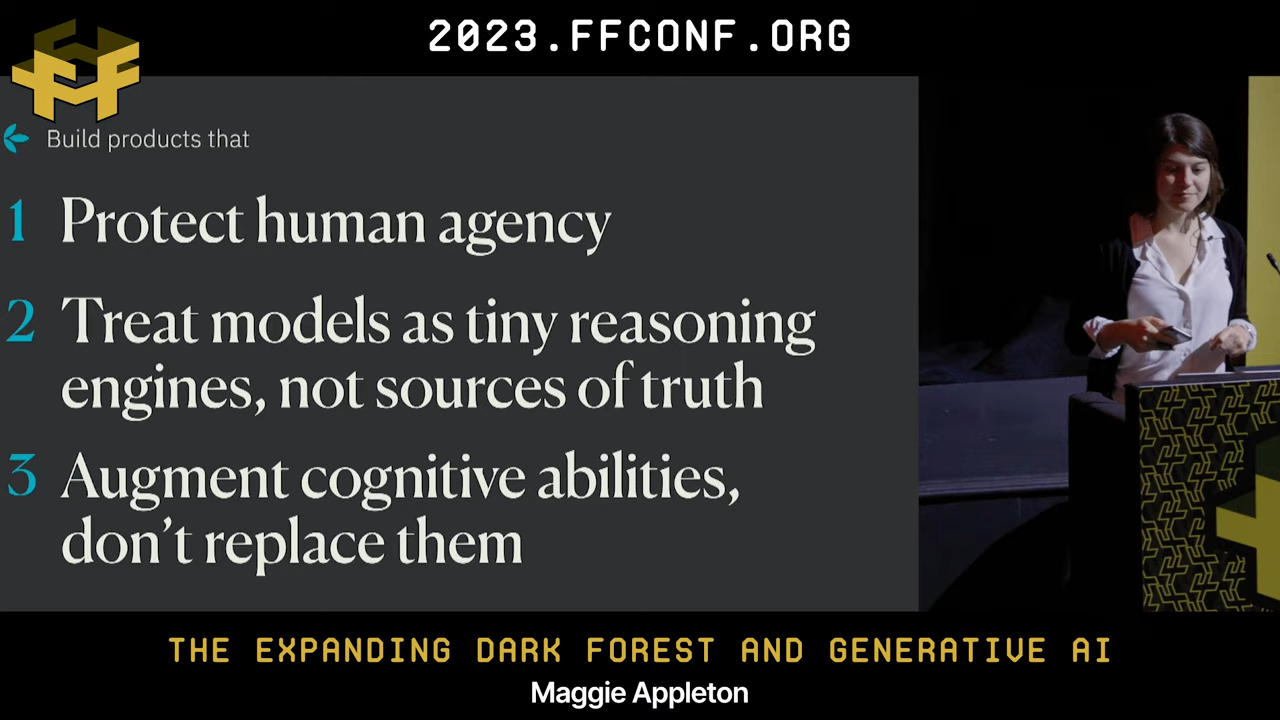 2023.FFCONF.ORG
Build products that
1 Protect human agency
2 Treat models as tiny reasoning
engines, not sources of truth
3 Augment cognitive abilities,
don't replace them
THE EXPANDING DARK FOREST AND GENERATIVE AI
Maggie Appleton